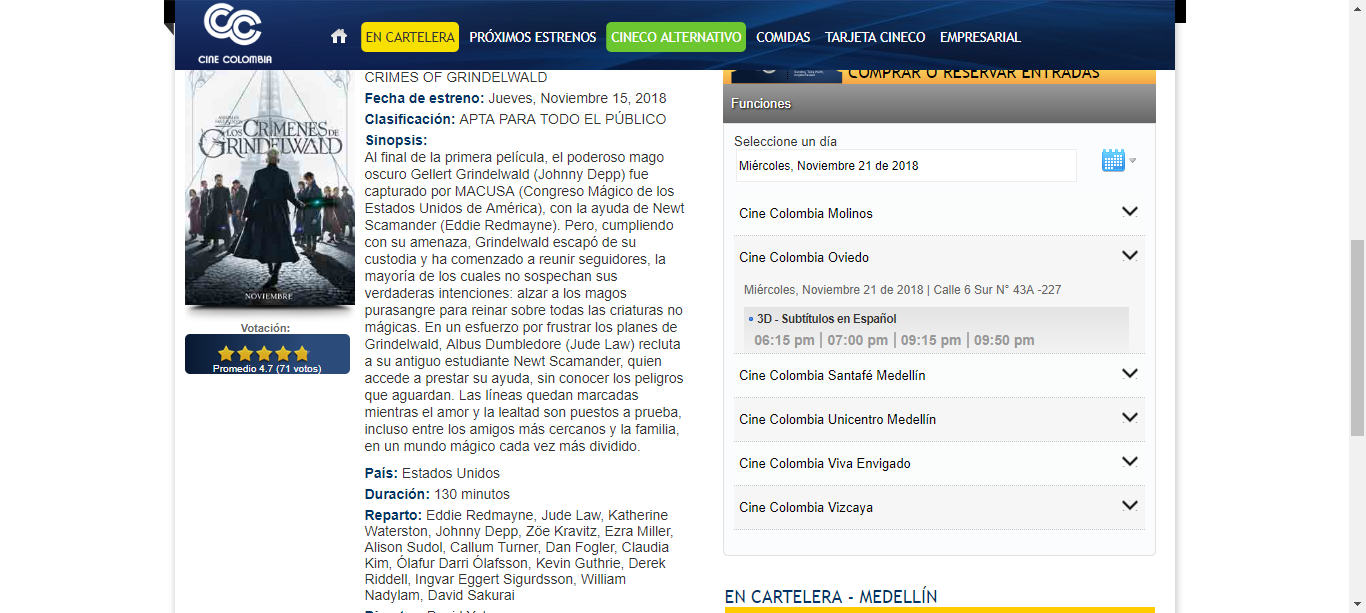 CINE COLOMBIA
EN CARTELERA
PRÓXIMOS ESTRENOS
CINECO ALTERNATIVO
COMIDAS
TARJETA CINECO
EMPRESARIAL
LOS CRÍMENES DE
GRINDELWALD
NOVIEMBRE
Votación:
Promedio 4.7 (71 votos)
CRIMES OF GRINDELWALD
Fecha de estreno: Jueves, Noviembre 15, 2018
Clasificación: APTA PARA TODO EL PÚBLICO
Sinopsis:
Al final de la primera película, el poderoso mago
oscuro Gellert Grindelwald (Johnny Depp) fue
capturado por MACUSA (Congreso Mágico de los
Estados Unidos de América), con la ayuda de Newt
Scamander (Eddie Redmayne). Pero, cumpliendo
con su amenaza, Grindelwald escapó de su
custodia y ha comenzado a reunir seguidores, la
mayoría de los cuales no sospechan sus
verdaderas intenciones: alzar a los magos
purasangre para reinar sobre todas las criaturas no
mágicas. En un esfuerzo por frustrar los planes de
Grindelwald, Albus Dumbledore (Jude Law) recluta
a su antiguo estudiante Newt Scamander, quien
accede a prestar su ayuda, sin conocer los peligros
que aguardan. Las líneas quedan marcadas
mientras el amor y la lealtad son puestos a prueba,
incluso entre los amigos más cercanos y la familia,
en un mundo mágico cada vez más dividido.
País: Estados Unidos
Duración: 130 minutos
Reparto: Eddie Redmayne, Jude Law, Katherine
Waterston, Johnny Depp, Zöe Kravitz, Ezra Miller,
Alison Sudol, Callum Turner, Dan Fogler, Claudia
Kim, Ólafur Darri Ólafsson, Kevin Guthrie, Derek
Riddell, Ingvar Eggert Sigurdsson, William
Nadylam, David Sakurai
COMPRAR O RESERVAR ENTRADAS
Funciones
Seleccione un día
Miércoles, Noviembre 21 de 2018
Cine Colombia Molinos
Cine Colombia Oviedo
Miércoles, Noviembre 21 de 2018 | Calle 6 Sur N° 43A -227
3D - Subtítulos en Español
06:15 pm | 07:00 pm | 09:15 pm | 09:50 pm
Cine Colombia Santafé Medellín
Cine Colombia Unicentro Medellín
Cine Colombia Viva Envigado
Cine Colombia Vizcaya
EN CARTELERA - MEDELLÍN